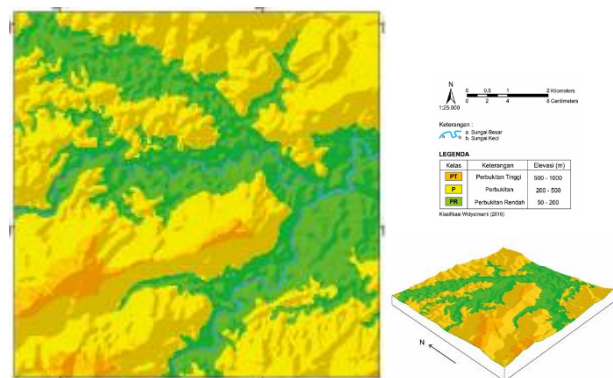 N
0 0,5 1 2 Kilometers
1:25,000 0 2 4 8 Centimeters
Keterangan :
a. Sungai Besar
b. Sungai Kecil
LEGENDA
Kelas Keterangan Elevasi (m)
PT Perbukitan Tinggi 500 - 1000
P Perbukitan 200 - 500
PR Perbukitan Rendah 50 - 200
Klasifikasi Widyatmanti (2016)
N